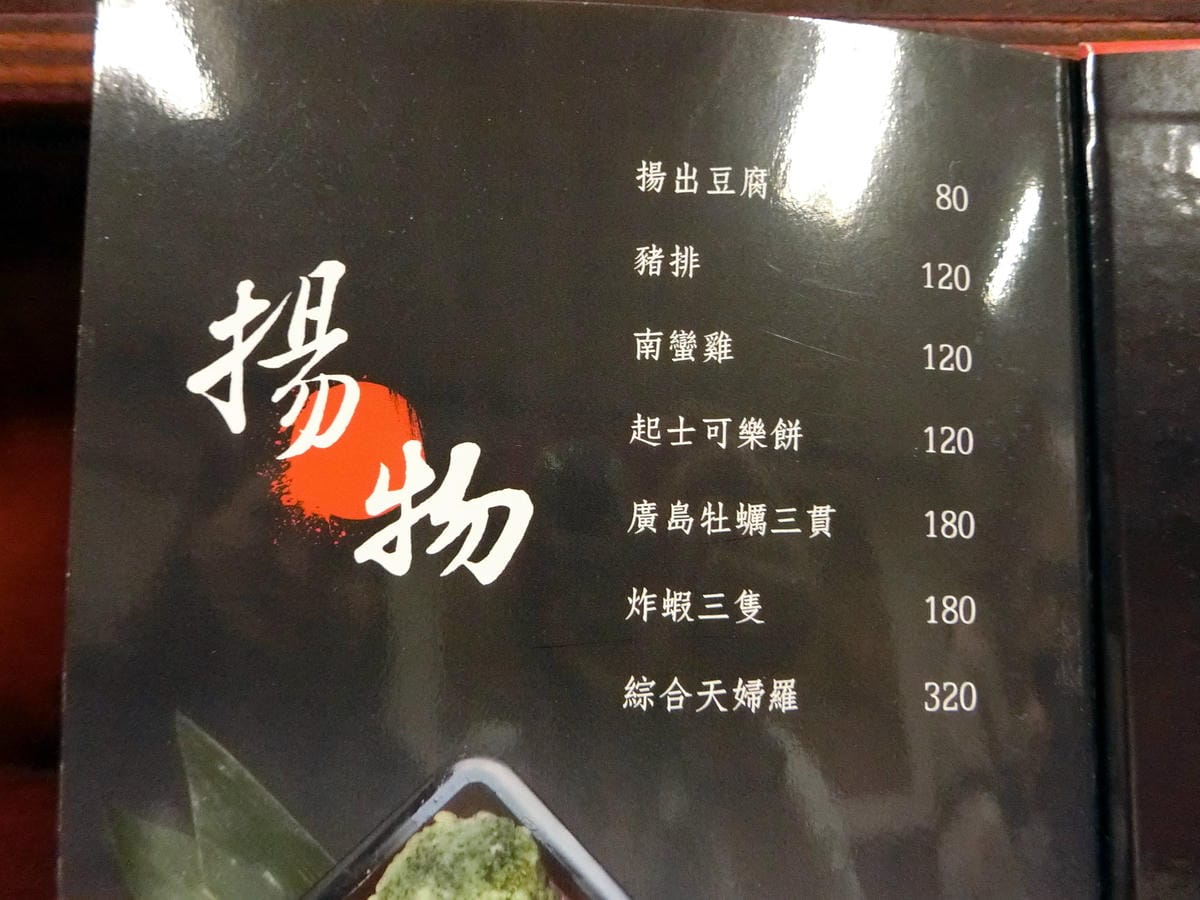 揚物
揚出豆腐 80
豬排 120
南蠻雞 120
起士可樂餅 120
廣島牡蠣三貫 180
炸蝦三隻 180
綜合天婦羅 320